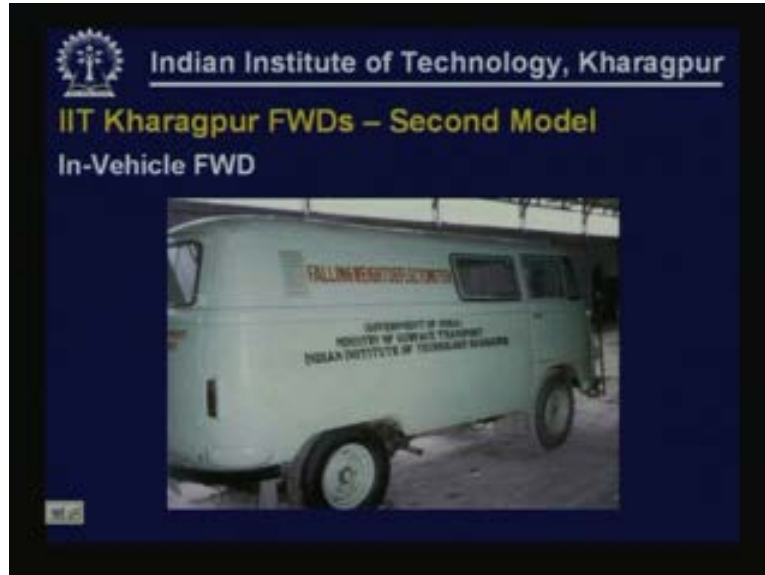 Indian Institute of Technology, Kharagpur
IIT Kharagpur FWDs – Second Model
In-Vehicle FWD
FALLING WEIGHT DEFLECTOMETER
GOVERNMENT OF INDIA
MINISTRY OF SURFACE TRANSPORT
INDIAN INSTITUTE OF TECHNOLOGY KHARAGPUR